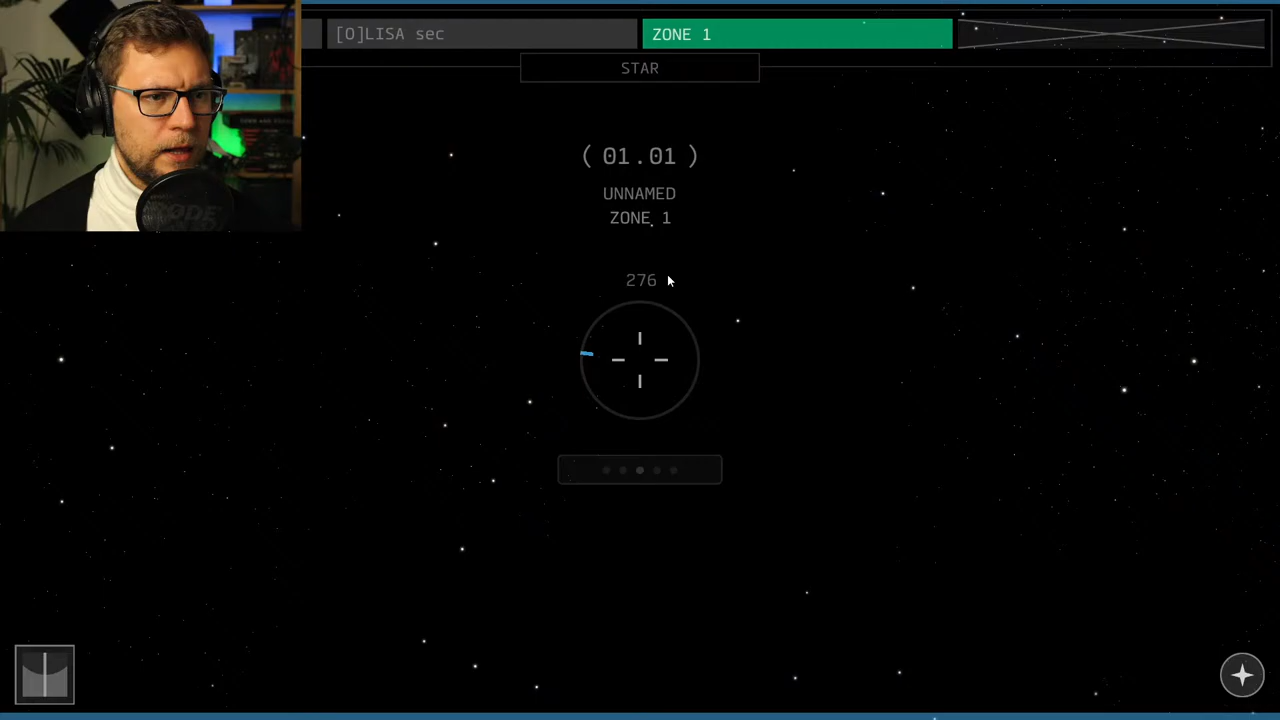 [O]LISA sec
ZONE 1
STAR
( 01.01 )
UNNAMED
ZONE 1
276